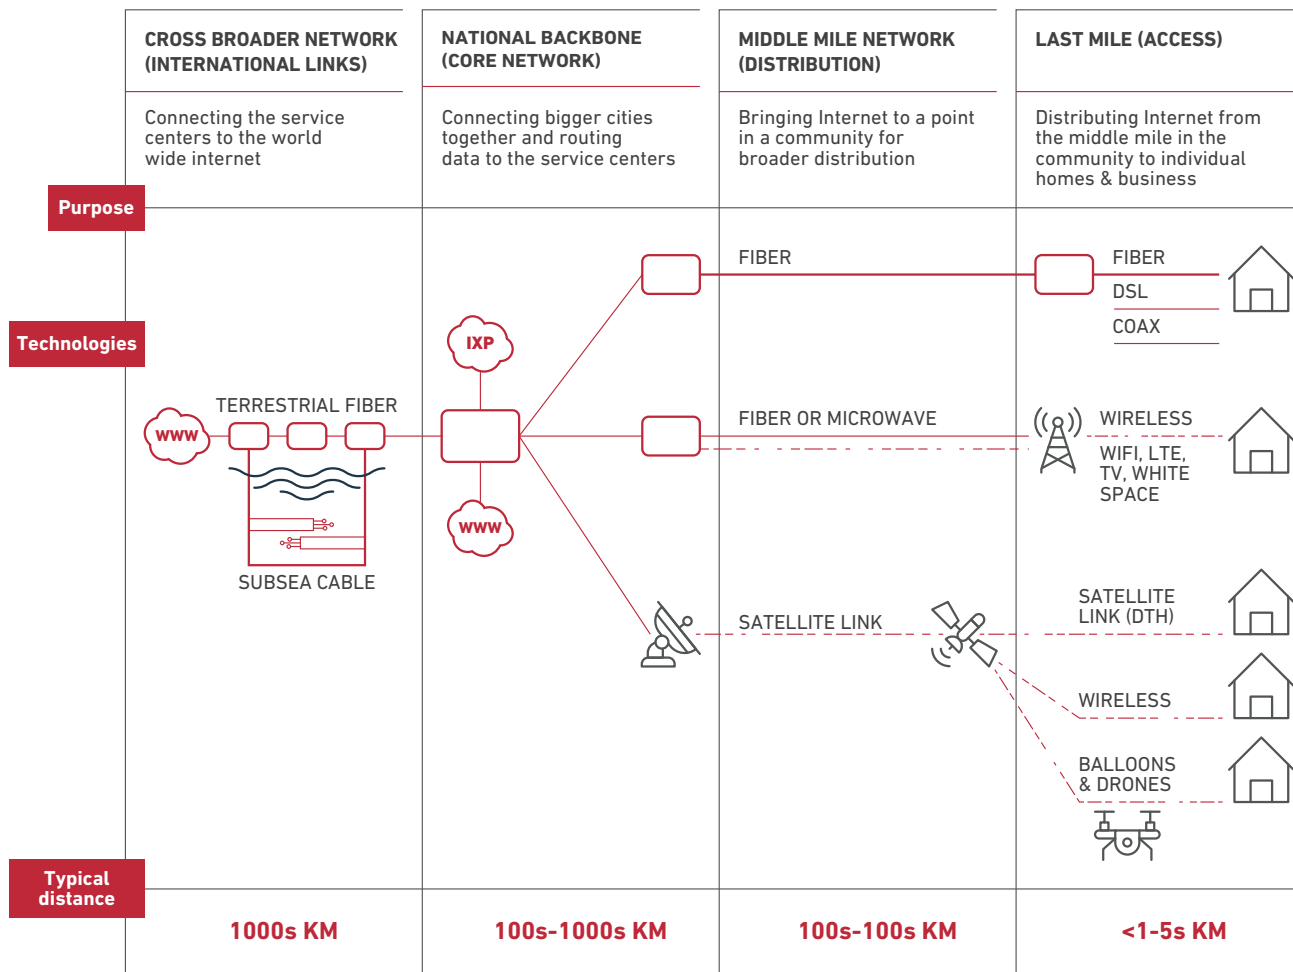 CROSS BROADER NETWORK
(INTERNATIONAL LINKS)
NATIONAL BACKBONE
(CORE NETWORK)
MIDDLE MILE NETWORK
(DISTRIBUTION)
LAST MILE (ACCESS)
Connecting the service
centers to the world
wide internet
Connecting bigger cities
together and routing
data to the service centers
Bringing Internet to a point
in a community for
broader distribution
Distributing Internet from
the middle mile in the
community to individual
homes & business
Purpose
Technologies
WWW
TERRESTRIAL FIBER
SUBSEA CABLE
IXP
WWW
FIBER
FIBER
DSL
COAX
FIBER OR MICROWAVE
WIRELESS
WIFI, LTE,
TV, WHITE
SPACE
SATELLITE LINK
SATELLITE
LINK (DTH)
WIRELESS
BALLOONS
& DRONES
Typical
distance
1000s KM
100s-1000s KM
100s-100s KM
<1-5s KM